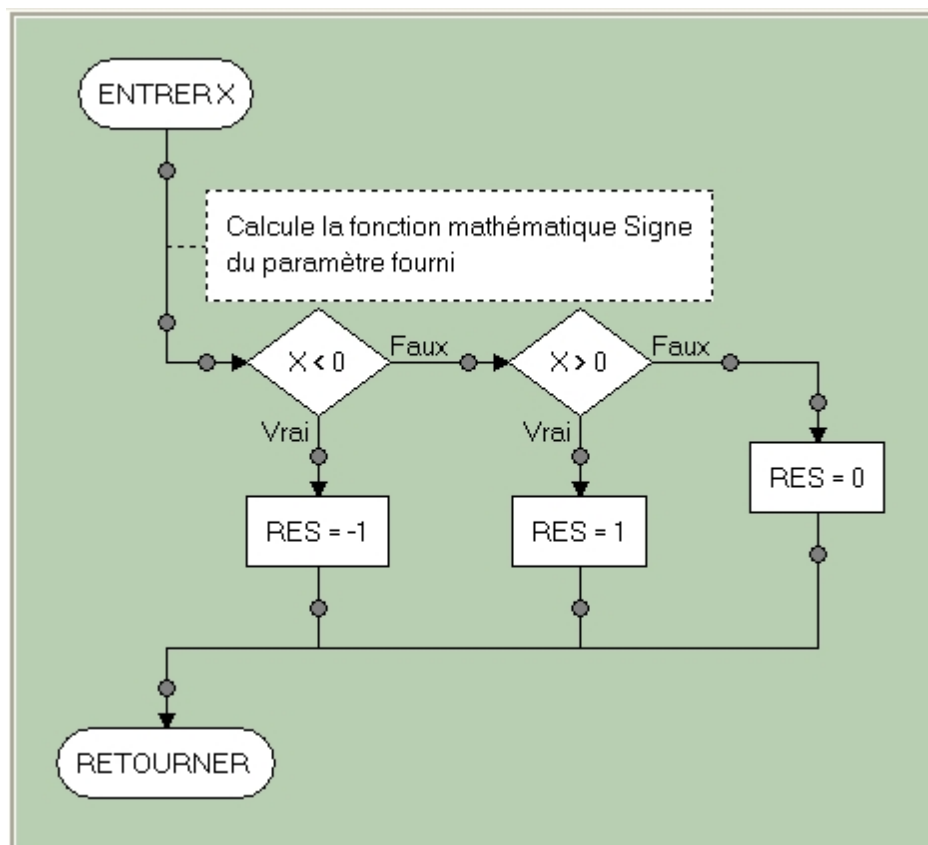 ENTRER X
Calcule la fonction mathématique Signe
du paramètre fourni
X < 0
Faux
X > 0
Faux
Vrai
Vrai
RES = 0
RES = -1
RES = 1
RETOURNER